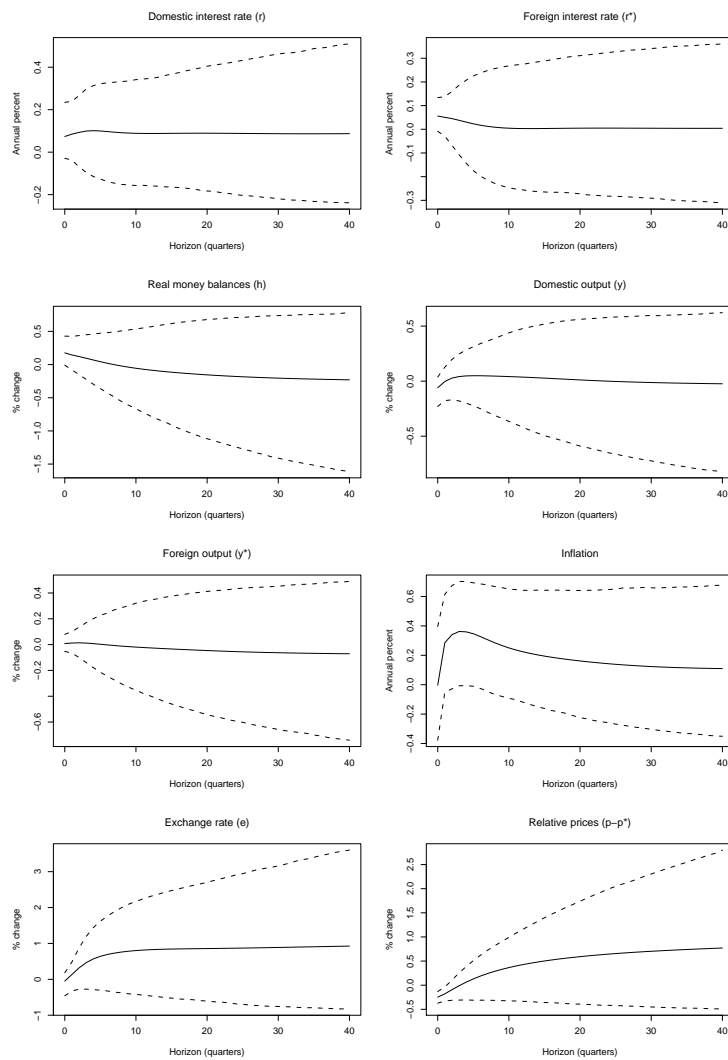 Domestic interest rate (r)
Annual percent
0.4
0.2
0.0
−0.2
0 10 20 30 40
Horizon (quarters)
Foreign interest rate (r*)
Annual percent
0.3
0.2
0.1
0.0
−0.1
−0.3
0 10 20 30 40
Horizon (quarters)
Real money balances (h)
% change
0.5
0.0
−0.5
−1.0
−1.5
0 10 20 30 40
Horizon (quarters)
Domestic output (y)
% change
0.5
0.0
−0.5
0 10 20 30 40
Horizon (quarters)
Foreign output (y*)
% change
0.4
0.2
0.0
−0.2
−0.6
0 10 20 30 40
Horizon (quarters)
Inflation
Annual percent
0.6
0.4
0.2
0.0
−0.2
−0.4
0 10 20 30 40
Horizon (quarters)
Exchange rate (e)
% change
3
2
1
0
−1
0 10 20 30 40
Horizon (quarters)
Relative prices (p−p*)
% change
2.5
2.0
1.5
1.0
0.5
0.0
−0.5
0 10 20 30 40
Horizon (quarters)